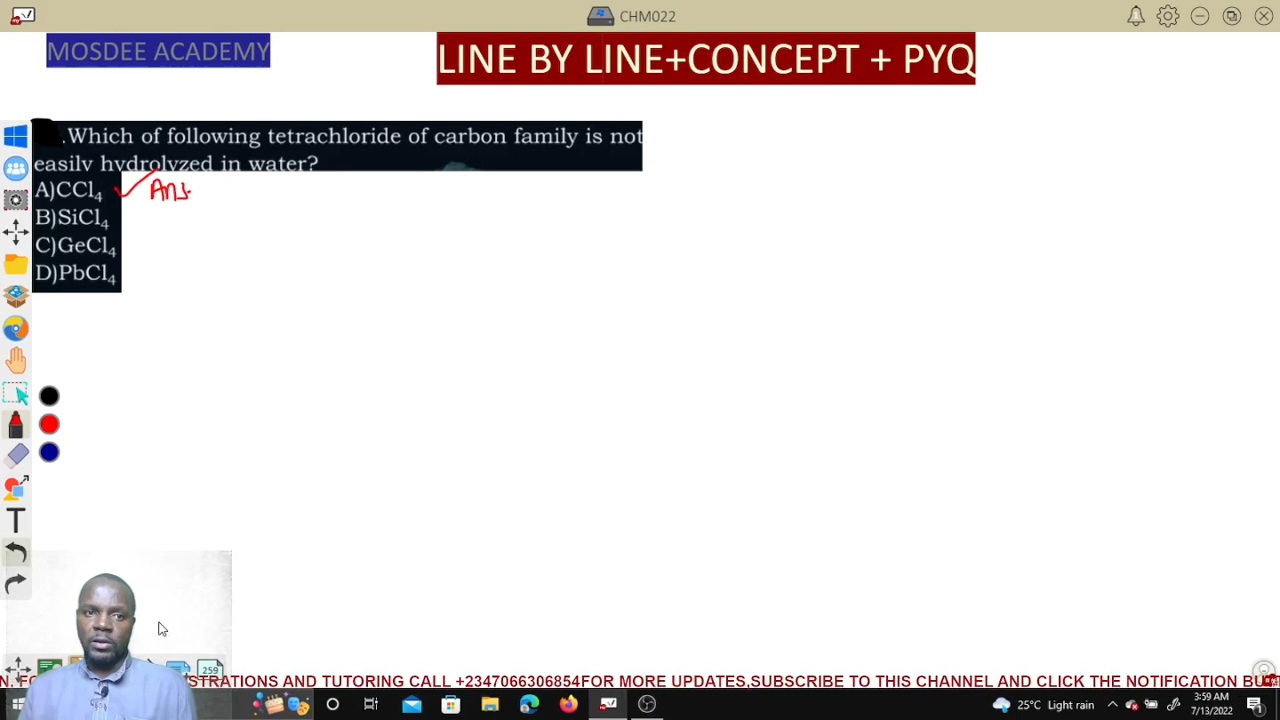 CHM022
MOSDEE ACADEMY
LINE BY LINE+CONCEPT + PYQ
.Which of following tetrachloride of carbon family is not
easily hydrolyzed in water?
A)CCl₄ Ans.
B)SiCl₄
C)GeCl₄
D)PbCl₄
T
259
STRATIONS AND TUTORING CALL +2347066306854FOR MORE UPDATES,SUBSCRIBE TO THIS CHANNEL AND CLICK THE NOTIFICATION BU
25°C Light rain
3:59 AM
7/13/2022